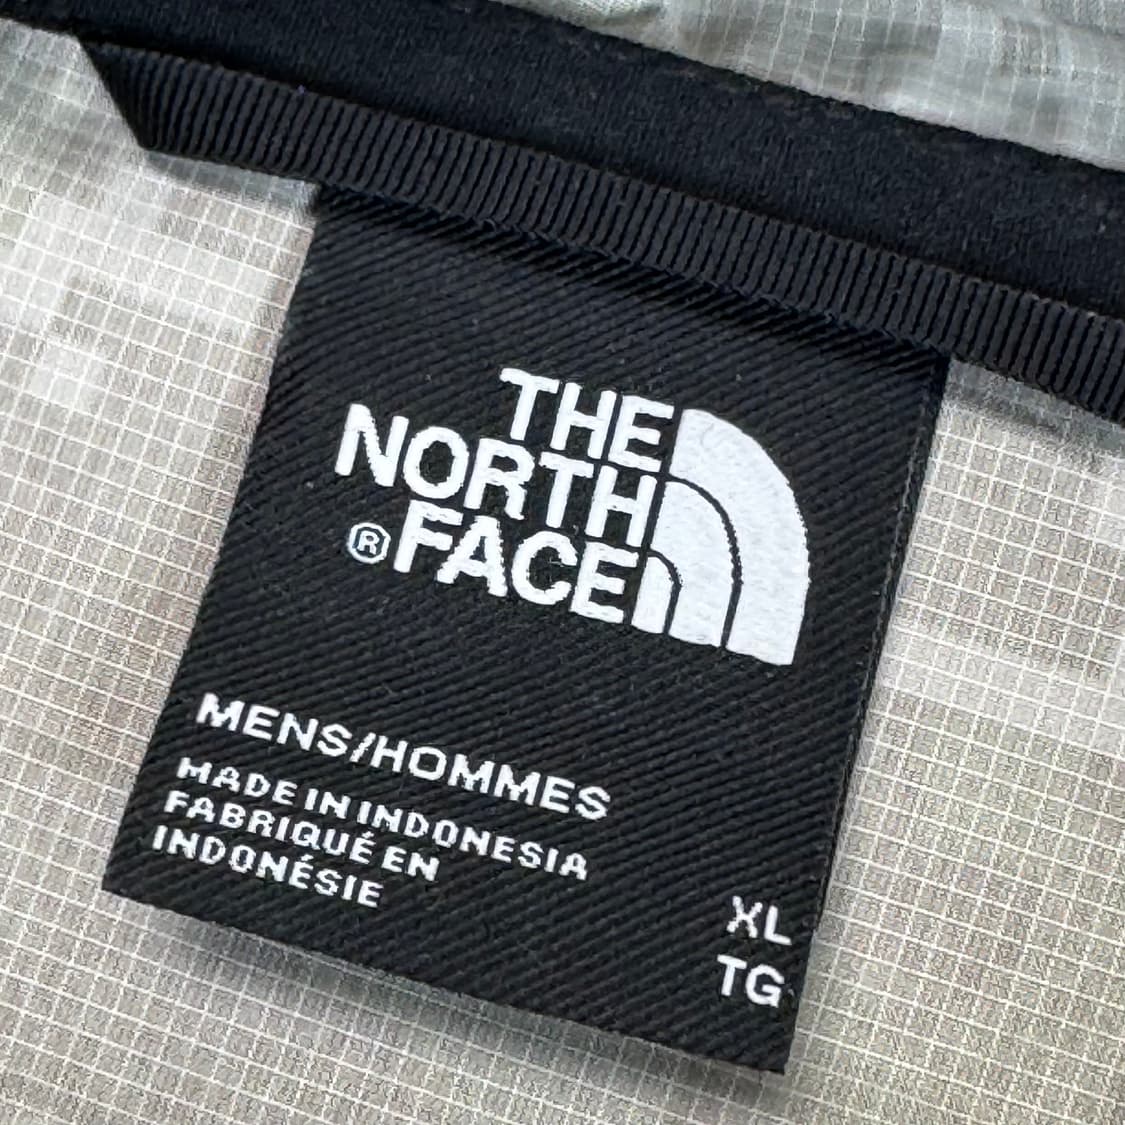 THE
NORTH
® FACE
MENS/HOMMES
MADE IN INDONESIA
FABRIQUÉ EN
INDONÉSIE
XL
TG